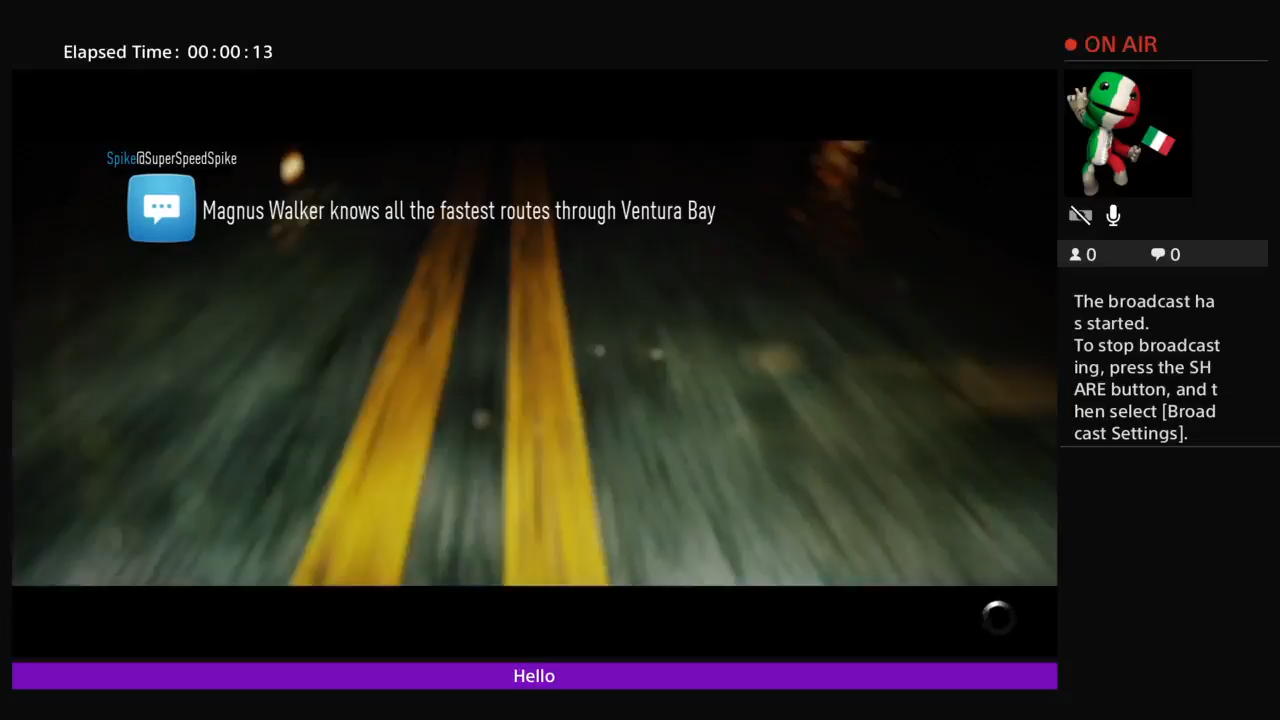 Elapsed Time: 00:00:13
ON AIR
Spike@SuperSpeedSpike
Magnus Walker knows all the fastest routes through Ventura Bay
0
0
The broadcast ha
s started.
To stop broadcast
ing, press the SH
ARE button, and t
hen select [Broad
cast Settings].
Hello